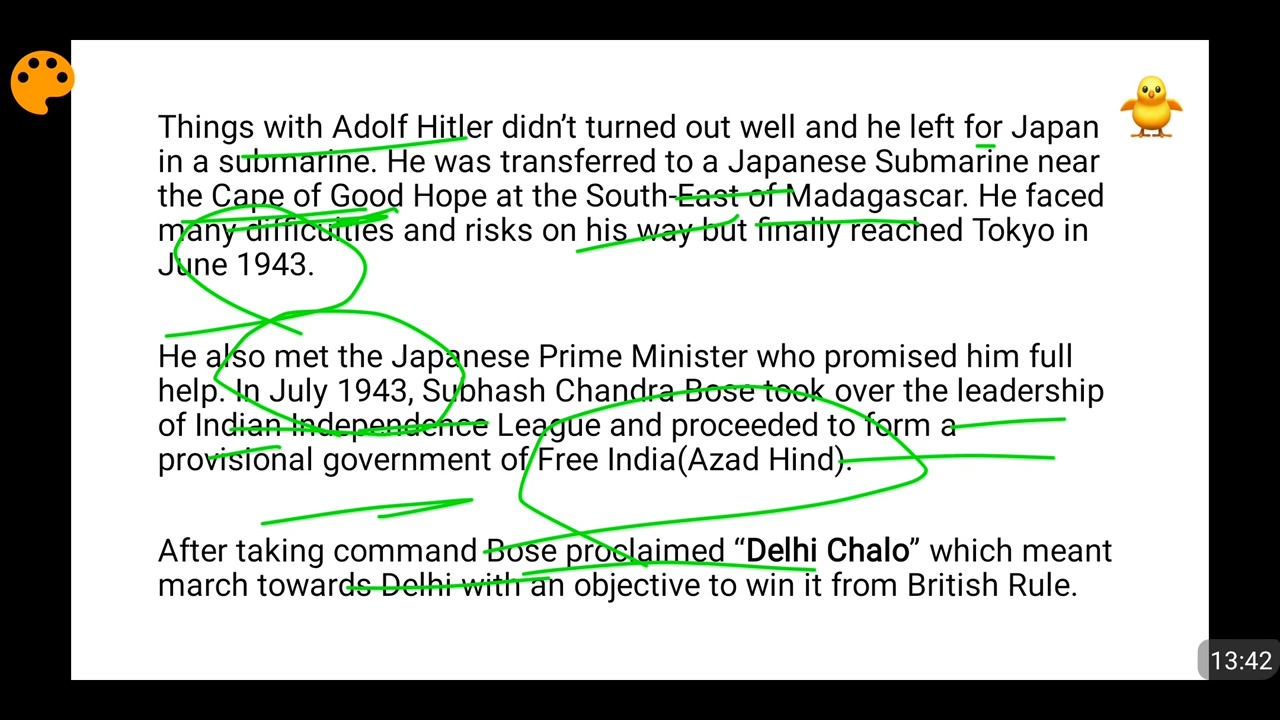 Things with Adolf Hitler didn’t turned out well and he left for Japan
in a submarine. He was transferred to a Japanese Submarine near
the Cape of Good Hope at the South-East of Madagascar. He faced
many difficulties and risks on his way but finally reached Tokyo in
June 1943.
He also met the Japanese Prime Minister who promised him full
help. In July 1943, Subhash Chandra Bose took over the leadership
of Indian Independence League and proceeded to form a
provisional government of Free India(Azad Hind).
After taking command Bose proclaimed “Delhi Chalo” which meant
march towards Delhi with an objective to win it from British Rule.
13:42